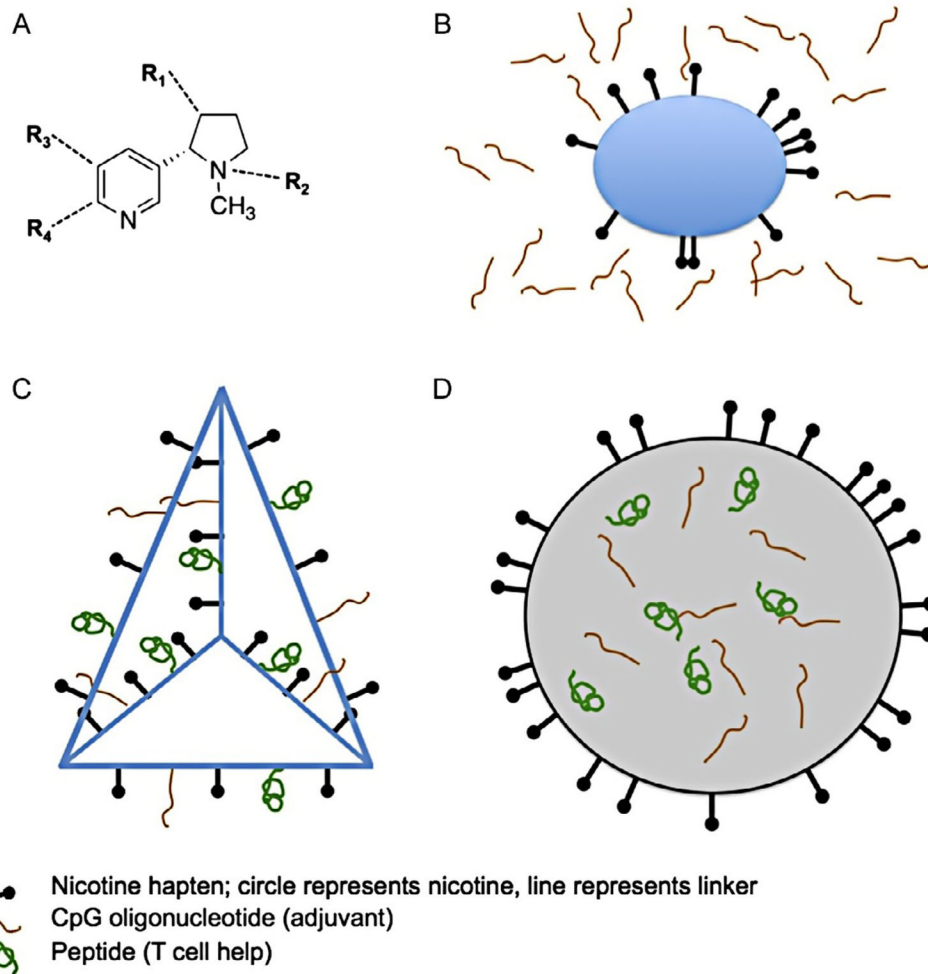 A
B
R1
R3
N
R2
R4
N
CH3
C
D
Nicotine hapten; circle represents nicotine, line represents linker
CpG oligonucleotide (adjuvant)
Peptide (T cell help)